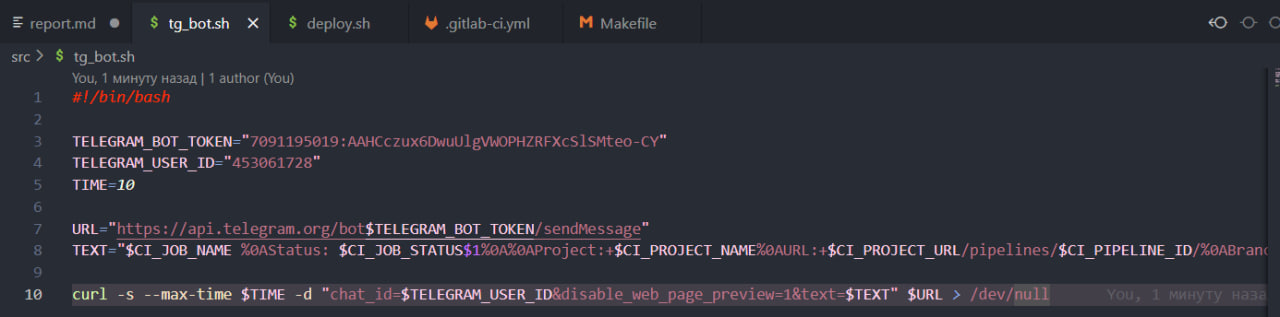 report.md
tg_bot.sh
deploy.sh
.gitlab-ci.yml
Makefile
src > $ tg_bot.sh
You, 1 минуту назад | 1 author (You)
1 #!/bin/bash
2
3 TELEGRAM_BOT_TOKEN="7091195019:AAHCczux6DwuUlgVWOPHZRFXcSlSMteo-CY"
4 TELEGRAM_USER_ID="453061728"
5 TIME=10
6
7 URL="https://api.telegram.org/bot$TELEGRAM_BOT_TOKEN/sendMessage"
8 TEXT="$CI_JOB_NAME %0AStatus: $CI_JOB_STATUS$1%0A%0AProject:+$CI_PROJECT_NAME%0AURL:+$CI_PROJECT_URL/pipelines/$CI_PIPELINE_ID/%0ABran
9
10 curl -s --max-time $TIME -d "chat_id=$TELEGRAM_USER_ID&disable_web_page_preview=1&text=$TEXT" $URL > /dev/null You, 1 минуту наза